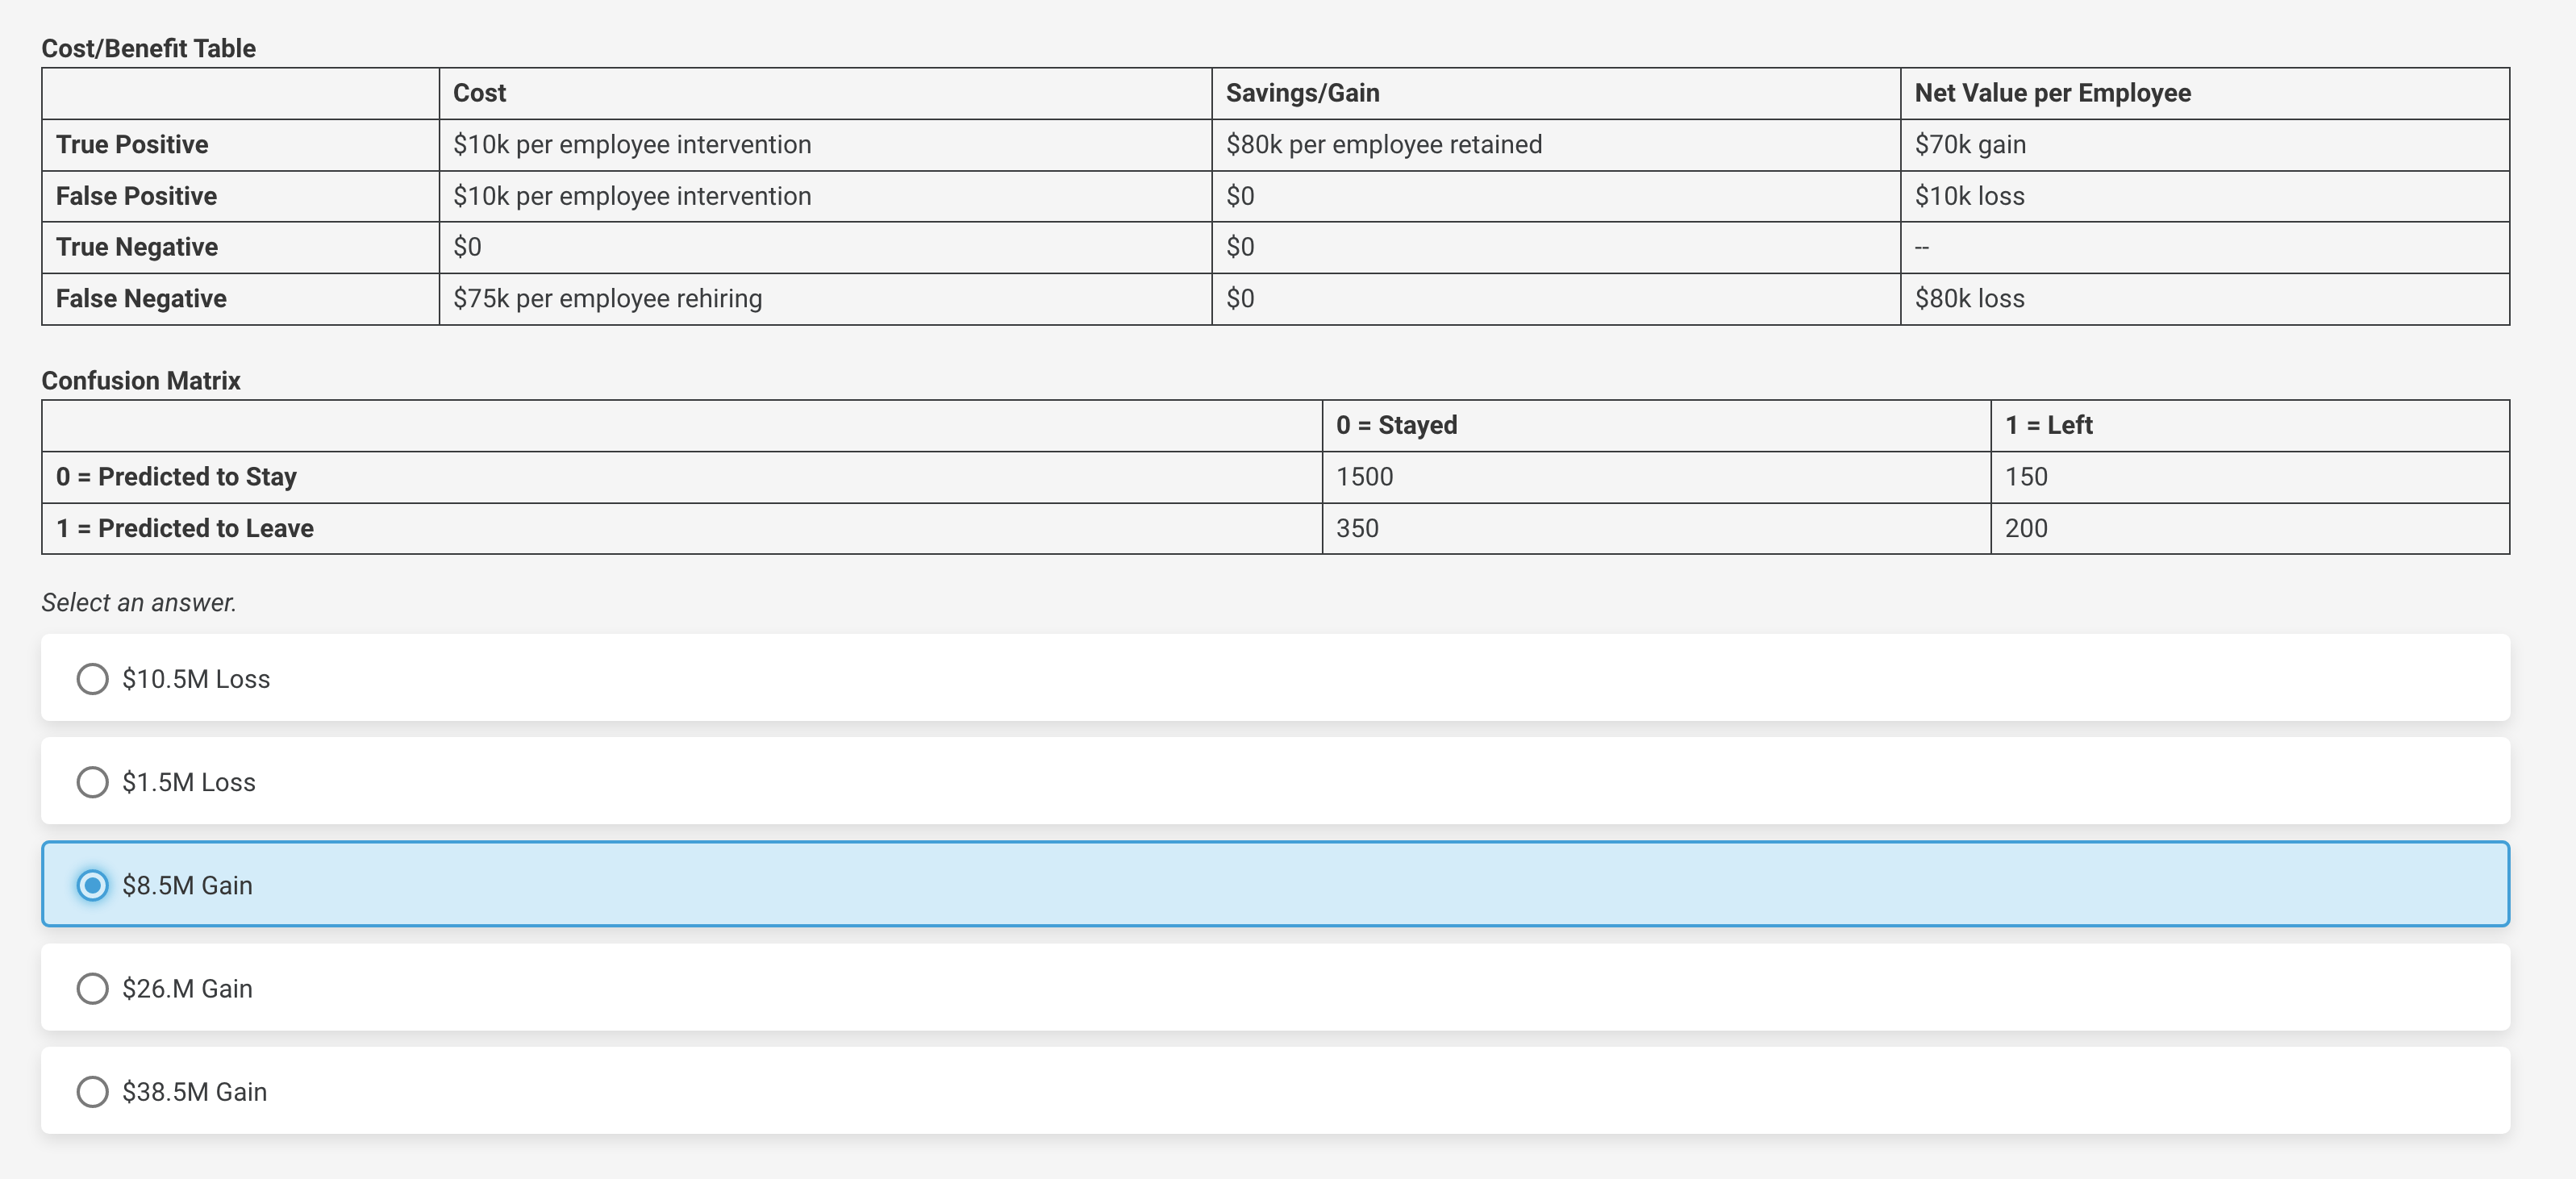 Cost/Benefit Table
Cost Savings/Gain Net Value per Employee
True Positive $10k per employee intervention $80k per employee retained $70k gain
False Positive $10k per employee intervention $0 $10k loss
True Negative $0 $0 --
False Negative $75k per employee rehiring $0 $80k loss
Confusion Matrix
0 = Stayed 1 = Left
0 = Predicted to Stay 1500 150
1 = Predicted to Leave 350 200
Select an answer.
$10.5M Loss
$1.5M Loss
$8.5M Gain
$26.M Gain
$38.5M Gain